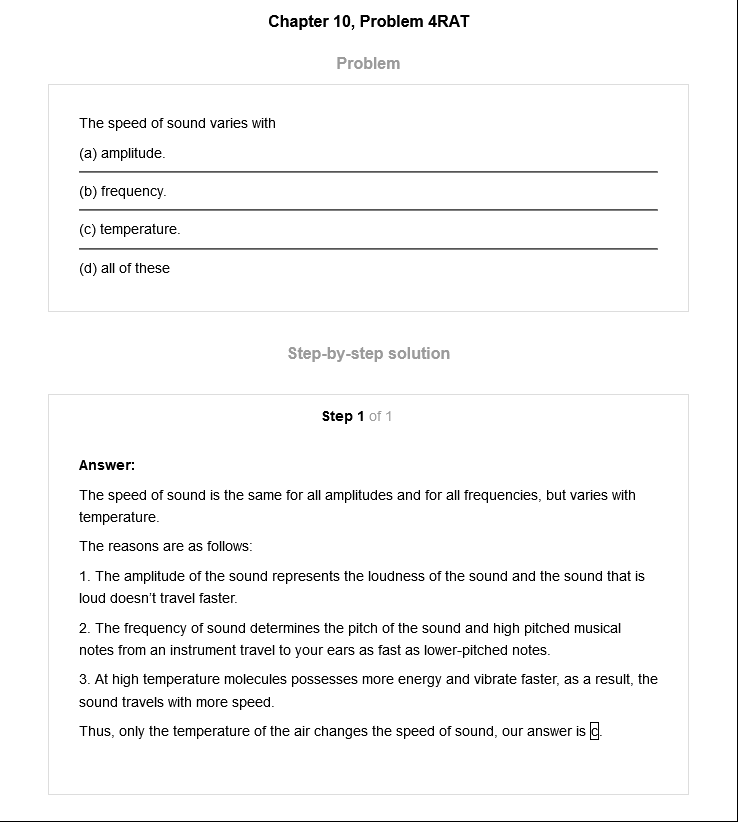 Chapter 10, Problem 4RAT
Problem
The speed of sound varies with
(a) amplitude.
(b) frequency.
(c) temperature.
(d) all of these
Step-by-step solution
Step 1 of 1
Answer:
The speed of sound is the same for all amplitudes and for all frequencies, but varies with
temperature.
The reasons are as follows:
1. The amplitude of the sound represents the loudness of the sound and the sound that is
loud doesn’t travel faster.
2. The frequency of sound determines the pitch of the sound and high pitched musical
notes from an instrument travel to your ears as fast as lower-pitched notes.
3. At high temperature molecules possesses more energy and vibrate faster, as a result, the
sound travels with more speed.
Thus, only the temperature of the air changes the speed of sound, our answer is c.